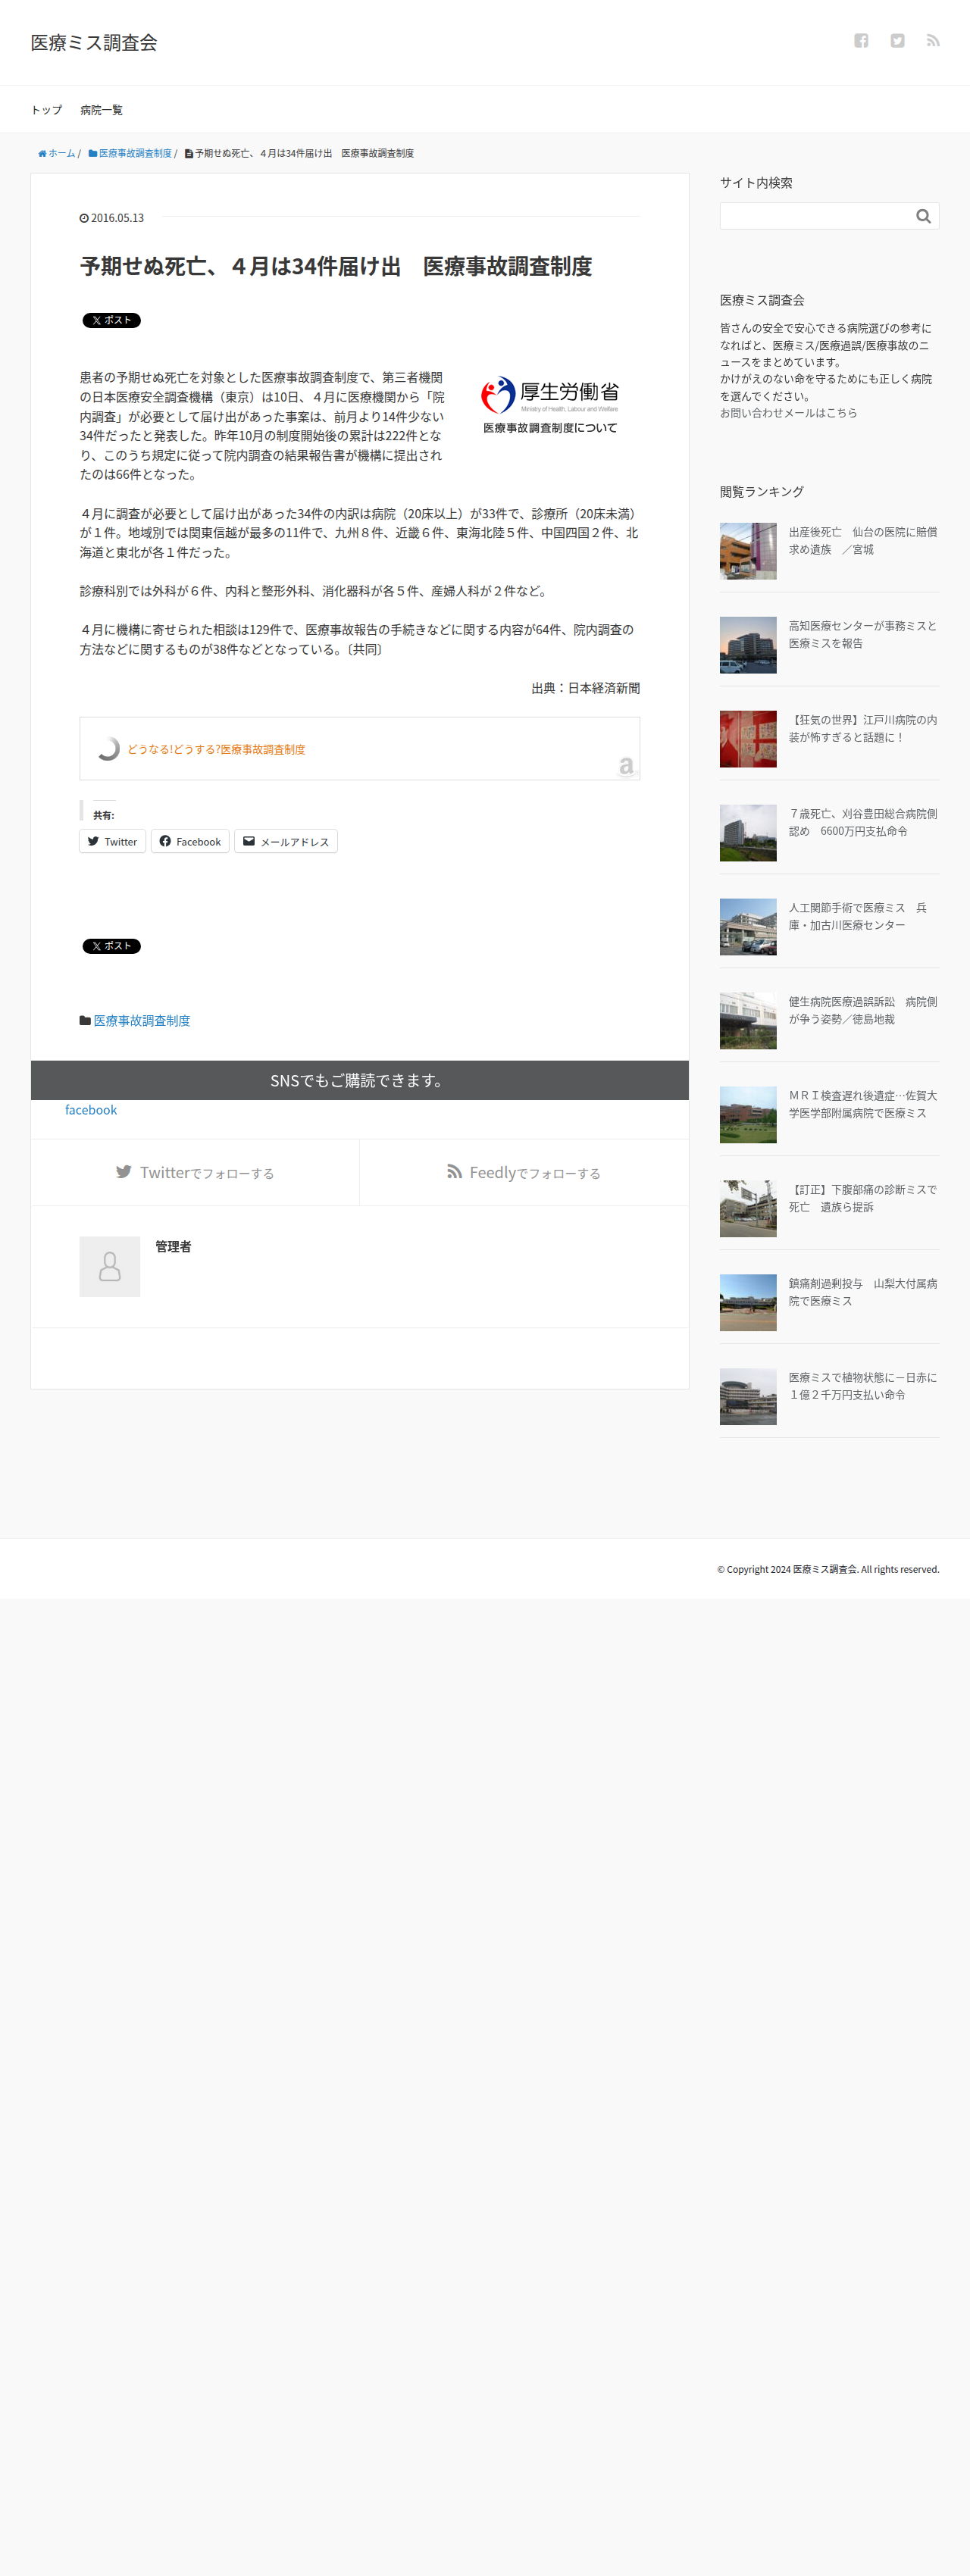 医療ミス調査会
トップ 病院一覧
ホーム / 医療事故調査制度 / 予期せぬ死亡、４月は34件届け出　医療事故調査制度
2016.05.13
予期せぬ死亡、４月は34件届け出　医療事故調査制度
ポスト
患者の予期せぬ死亡を対象とした医療事故調査制度で、第三者機関
の日本医療安全調査機構（東京）は10日、４月に医療機関から「院
内調査」が必要として届け出があった事案は、前月より14件少ない
34件だったと発表した。昨年10月の制度開始後の累計は222件とな
り、このうち規定に従って院内調査の結果報告書が機構に提出され
たのは66件となった。
厚生労働省
Ministry of Health, Labour and Welfare
医療事故調査制度について
４月に調査が必要として届け出があった34件の内訳は病院（20床以上）が33件で、診療所（20床未満）
が１件。地域別では関東信越が最多の11件で、九州８件、近畿６件、東海北陸５件、中国四国２件、北
海道と東北が各１件だった。
診療科別では外科が６件、内科と整形外科、消化器科が各５件、産婦人科が２件など。
４月に機構に寄せられた相談は129件で、医療事故報告の手続きなどに関する内容が64件、院内調査の
方法などに関するものが38件などとなっている。〔共同〕
出典：日本経済新聞
どうなる!どうする?医療事故調査制度
a
共有:
Twitter Facebook メールアドレス
ポスト
医療事故調査制度
SNSでもご購読できます。
facebook
Twitterでフォローする Feedlyでフォローする
管理者
サイト内検索
医療ミス調査会
皆さんの安全で安心できる病院選びの参考に
なればと、医療ミス/医療過誤/医療事故のニ
ュースをまとめています。
かけがえのない命を守るためにも正しく病院
を選んでください。
お問い合わせメールはこちら
閲覧ランキング
出産後死亡　仙台の医院に賠償
求め遺族　／宮城
高知医療センターが事務ミスと
医療ミスを報告
【狂気の世界】江戸川病院の内
装が怖すぎると話題に！
７歳死亡、刈谷豊田総合病院側
認め　6600万円支払命令
人工関節手術で医療ミス　兵
庫・加古川医療センター
健生病院医療過誤訴訟　病院側
が争う姿勢／徳島地裁
ＭＲＩ検査遅れ後遺症…佐賀大
学医学部附属病院で医療ミス
【訂正】下腹部痛の診断ミスで
死亡　遺族ら提訴
鎮痛剤過剰投与　山梨大付属病
院で医療ミス
医療ミスで植物状態に－日赤に
１億２千万円支払い命令
© Copyright 2024 医療ミス調査会. All rights reserved.